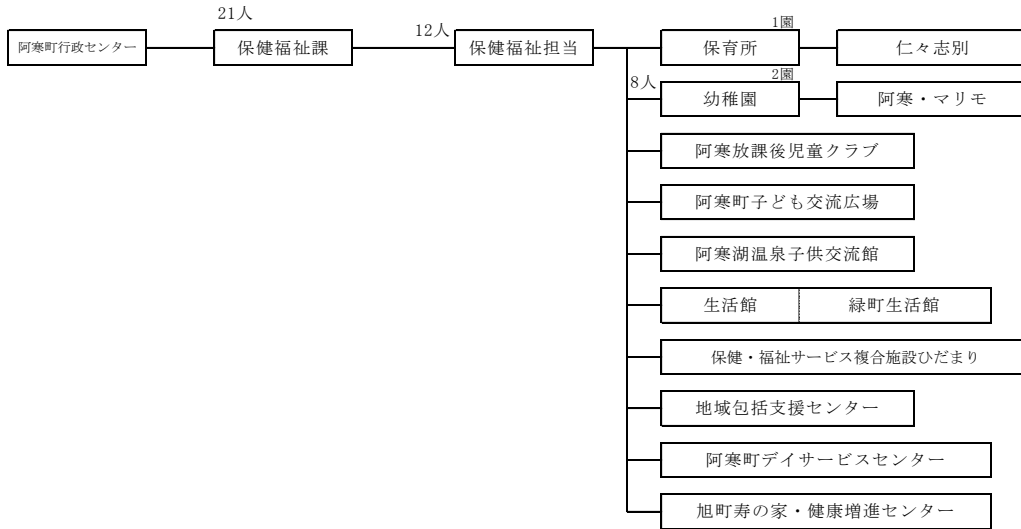 21人
12人
1園
阿寒町行政センター
保健福祉課
保健福祉担当
保育所
仁々志別
8人
2園
幼稚園
阿寒・マリモ
阿寒放課後児童クラブ
阿寒町子ども交流広場
阿寒湖温泉子供交流館
生活館
緑町生活館
保健・福祉サービス複合施設ひだまり
地域包括支援センター
阿寒町デイサービスセンター
旭町寿の家・健康増進センター